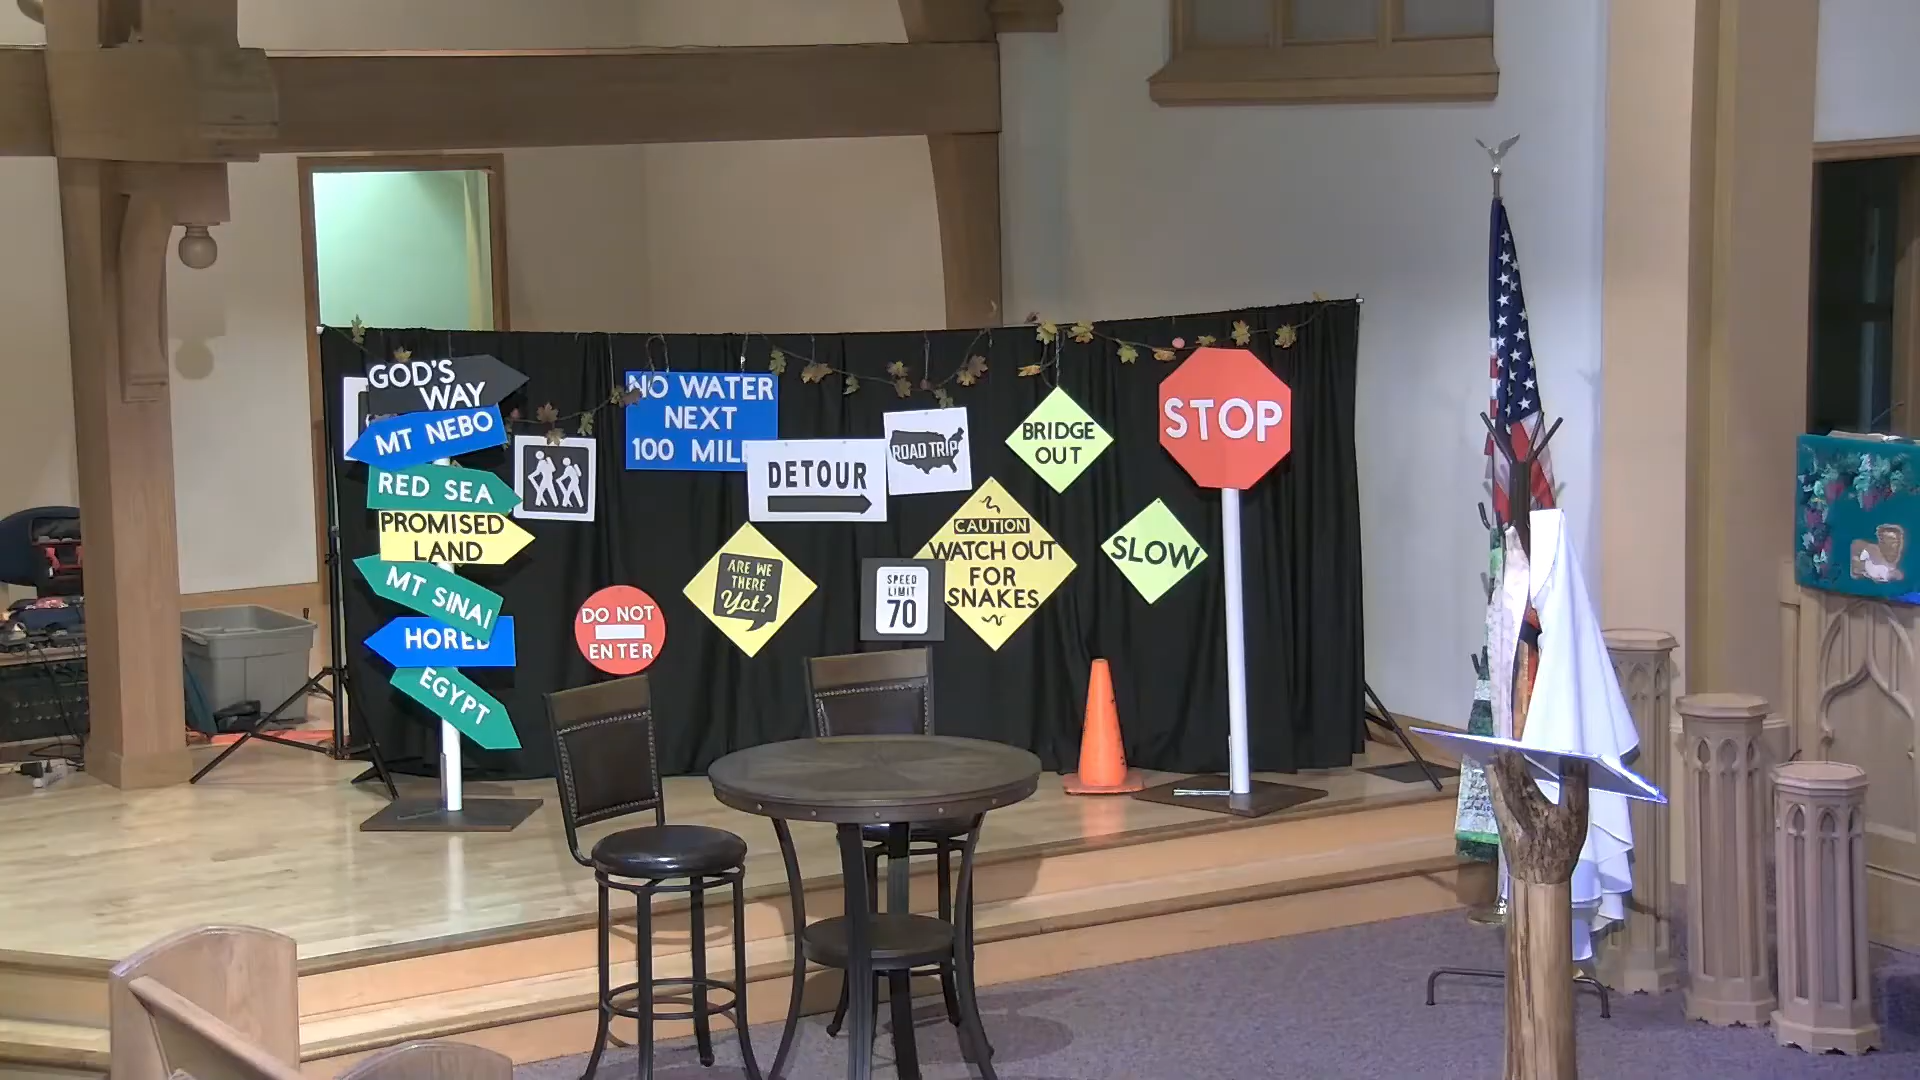 GOD'S
WAY
MT NEBO
RED SEA
PROMISED
LAND
MT SINAI
EGYPT
NO WATER
NEXT
100
DETOUR
ROAD TRIP
BRIDGE
OUT
STOP
CAUTION
WATCH OUT
FOR
SNAKES
SLOW
ARE WE
THERE
Yet?
SPEED
LIMIT
70
DO NOT
ENTER